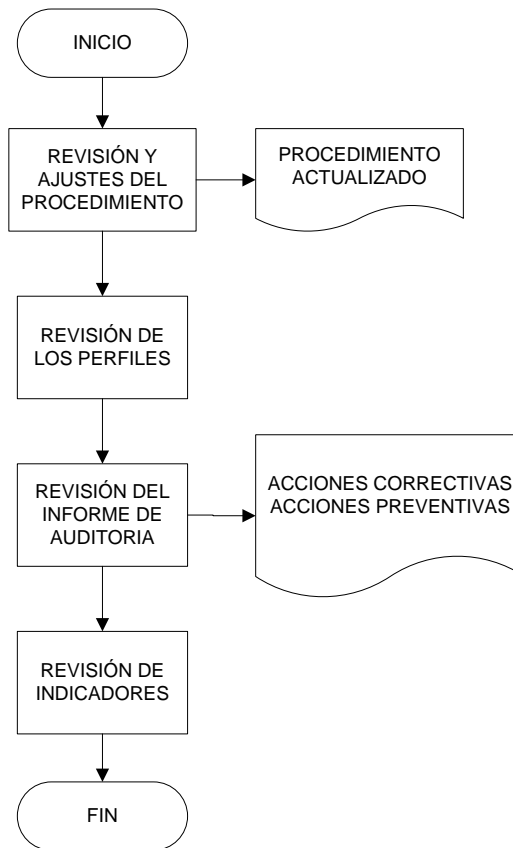 INICIO
REVISIÓN Y
AJUSTES DEL
PROCEDIMIENTO
PROCEDIMIENTO
ACTUALIZADO
REVISIÓN DE
LOS PERFILES
REVISIÓN DEL
INFORME DE
AUDITORIA
ACCIONES CORRECTIVAS
ACCIONES PREVENTIVAS
REVISIÓN DE
INDICADORES
FIN